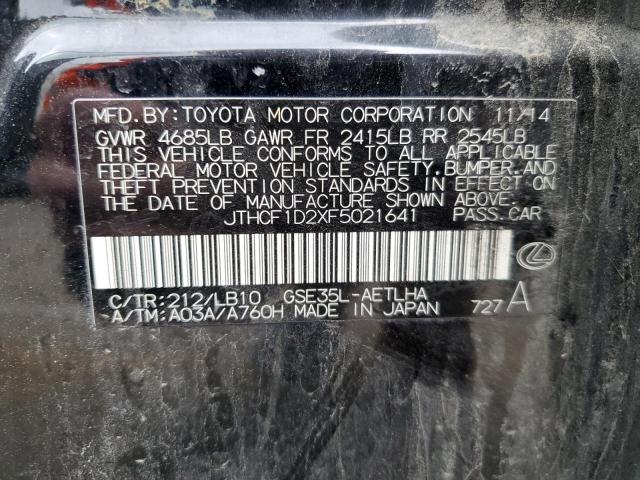 MFD. BY: TOYOTA MOTOR CORPORATION 11/14
GVWR 4685LB GAWR FR 2415LB RR 2545LB
THIS VEHICLE CONFORMS TO ALL APPLICABLE
FEDERAL MOTOR VEHICLE SAFETY, BUMPER, AND
THEFT PREVENTION STANDARDS IN EFFECT ON
THE DATE OF MANUFACTURE SHOWN ABOVE.
JTHCF1D2XF5021641 PASS. CAR
C/TR: 212/LB10 GSE35L-AETLHA
A/TM: A03A/A760H MADE IN JAPAN 727 A